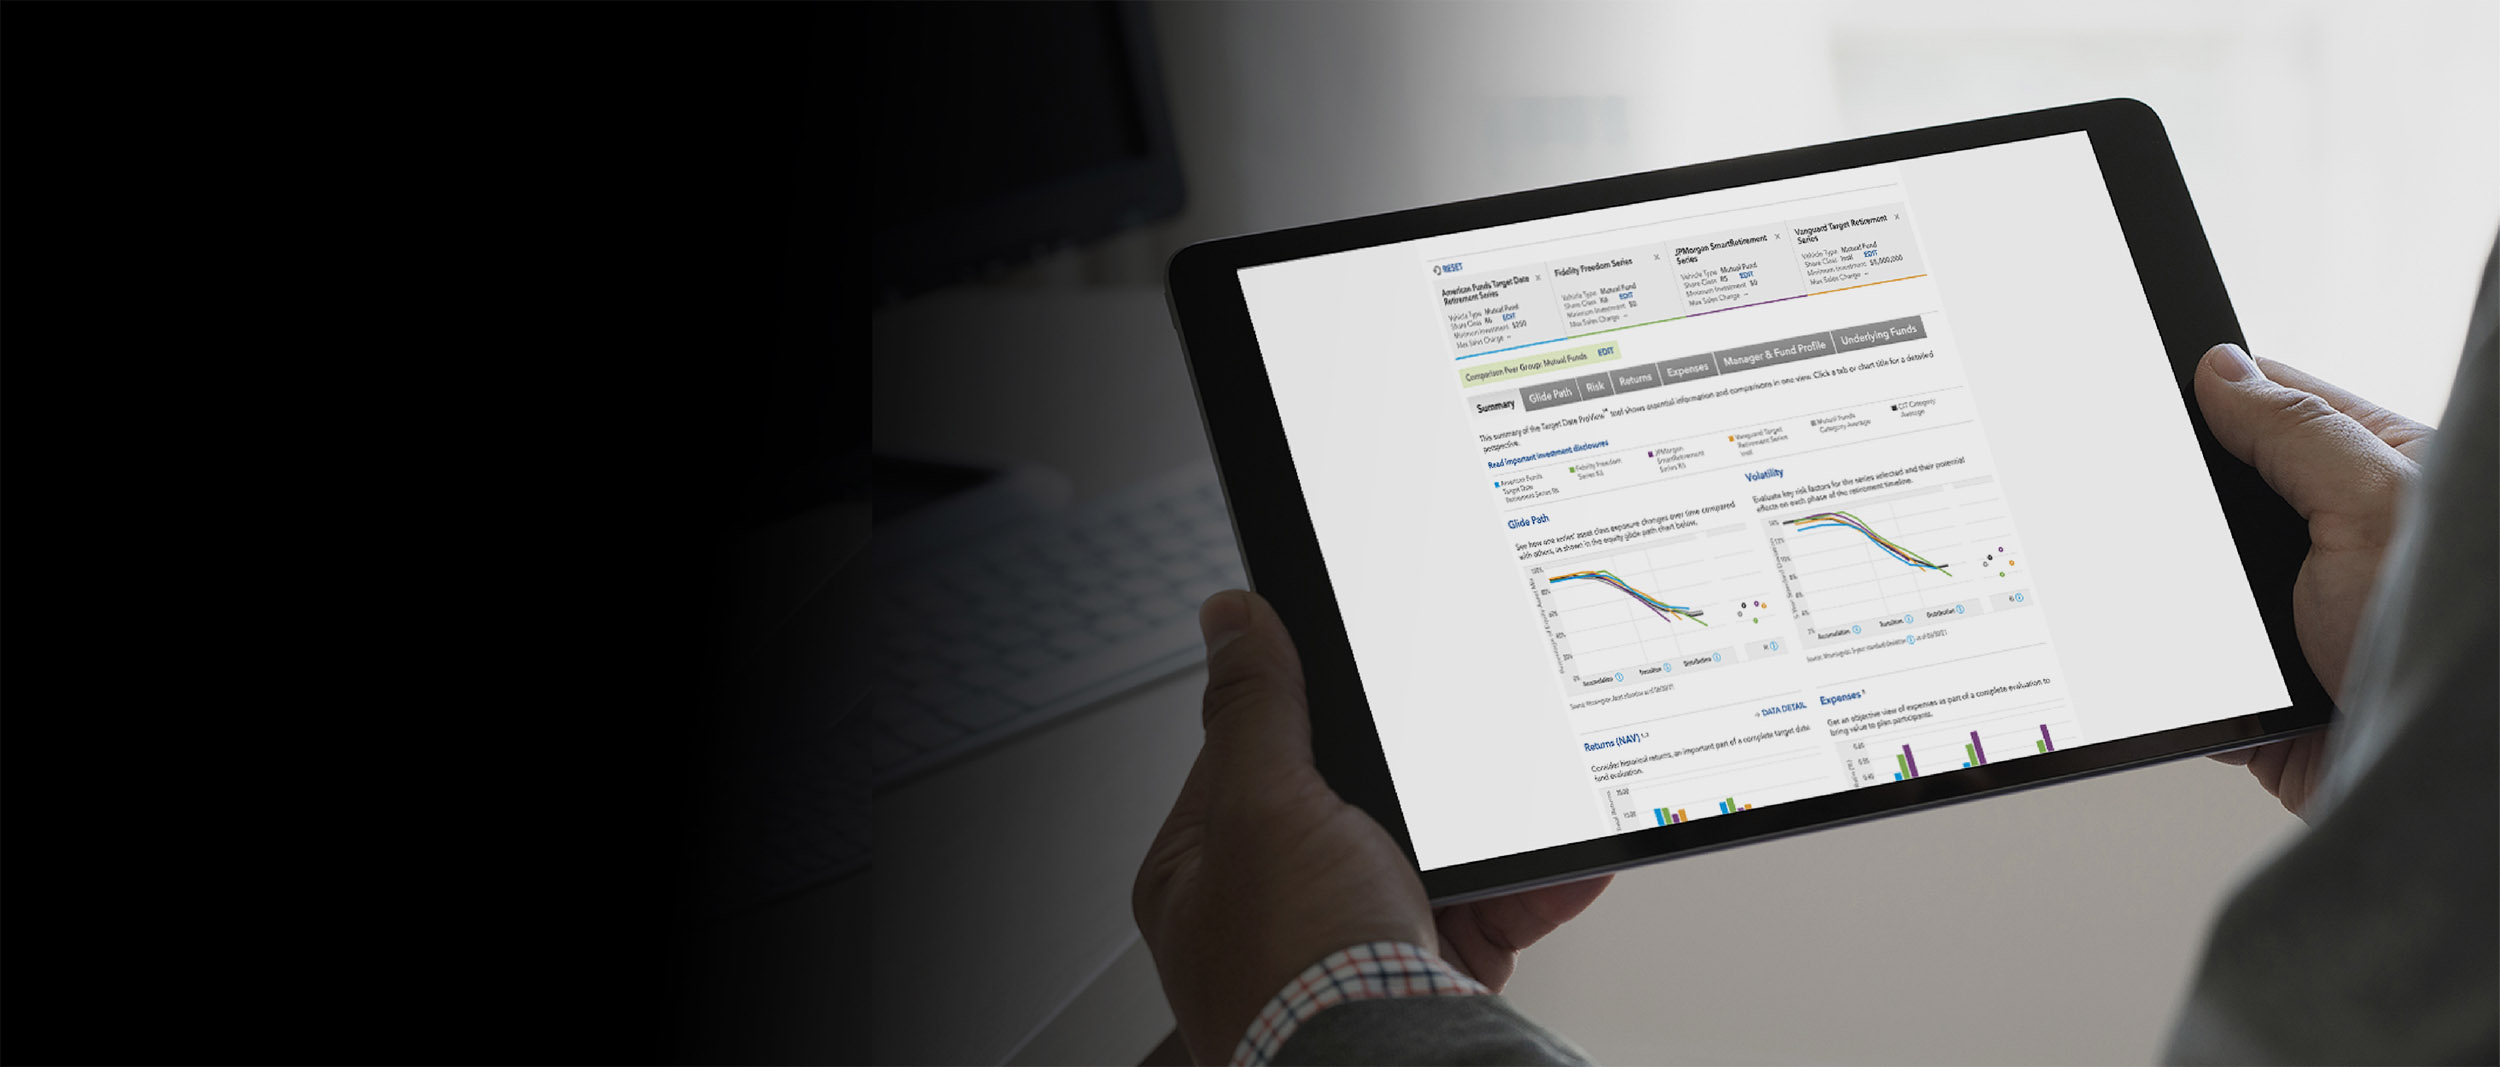 RESET
American Funds Target Date
Retirement Series
Vehicle Type Mutual Fund
Share Class R6 EDIT
Minimum Investment $250
Max Sales Charge –
Fidelity Freedom Series
Vehicle Type Mutual Fund
Share Class K6 EDIT
Minimum Investment $0
Max Sales Charge –
JPMorgan SmartRetirement
Series
Vehicle Type Mutual Fund
Share Class R5 EDIT
Minimum Investment $0
Max Sales Charge –
Vanguard Target Retirement
Series
Vehicle Type Mutual Fund
Share Class Instl EDIT
Minimum Investment $5,000,000
Max Sales Charge –
Comparison Peer Group: Mutual Funds EDIT
Summary Glide Path Risk Returns Expenses Manager & Fund Profile Underlying Funds
This summary of the Target Date ProView tool shows essential information and comparisons in one view. Click a tab or chart title for a detailed
perspective.
Read important investment disclosures
American Funds
Target Date
Retirement Series R6
Fidelity Freedom
Series K6
JPMorgan
SmartRetirement
Series R5
Vanguard Target
Retirement Series
Instl
Mutual Funds
Category Average
CIT Category
Average
Glide Path
See how one series' asset class exposure changes over time compared
with others, as shown in the equity glide path chart below.
100%
80%
60%
40%
20%
0%
Accumulation
Transition
Distribution
Volatility
Evaluate key risk factors for the series selected and their potential
effects on each phase of the retirement timeline.
14%
12%
10%
8%
6%
4%
2%
Accumulation
Transition
Distribution
DATA DETAIL
Returns (NAV)
Consider historical returns, an important part of a complete target date
fund evaluation.
15.00
Expenses
Get an objective view of expenses as part of a complete evaluation to
bring value to plan participants.
0.65
0.55
0.45